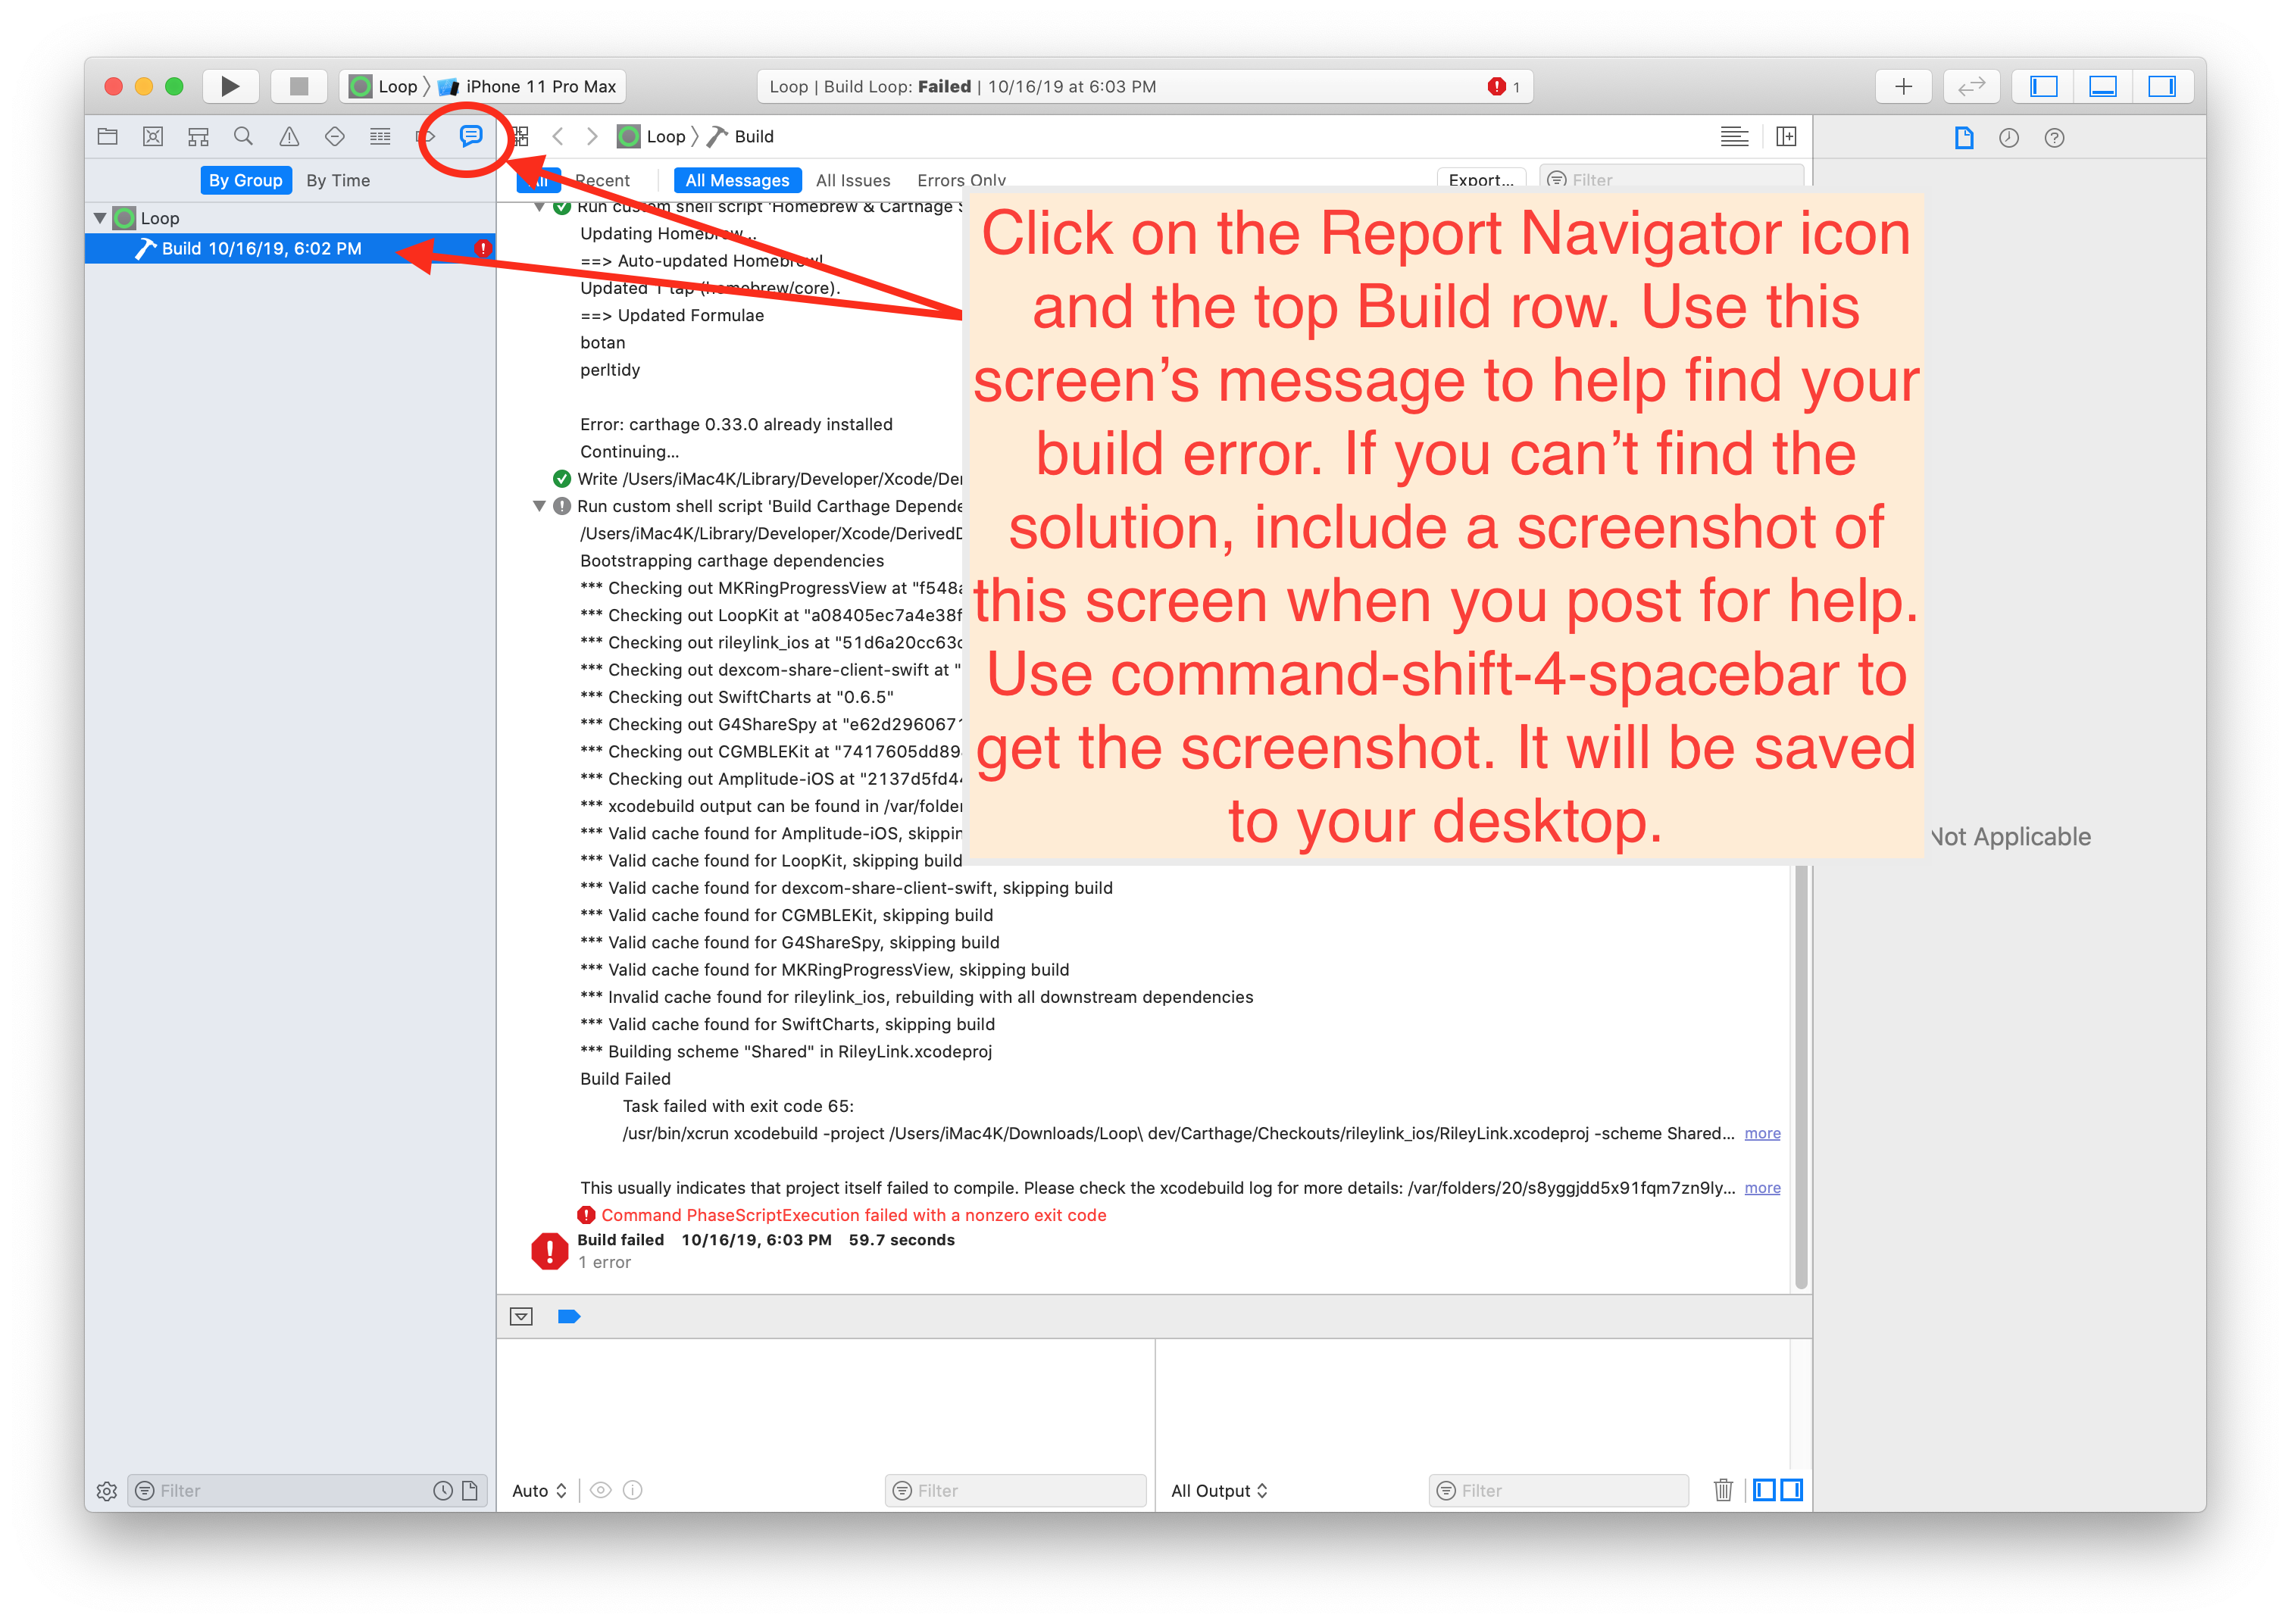 Loop 〉 iPhone 11 Pro Max
Loop | Build Loop: Failed | 10/16/19 at 6:03 PM
1
Loop 〉 Build
By Group By Time
All Recent All Messages All Issues Errors Only
Export... Filter
Loop
Build 10/16/19, 6:02 PM
Run custom shell script 'Homebrew & Carthage
Updating Homebrew...
==> Auto-updated Homebrew!
Updated 1 tap (homebrew/core).
==> Updated Formulae
botan
perltidy
Error: carthage 0.33.0 already installed
Continuing...
Write /Users/iMac4K/Library/Developer/Xcode/Der
Run custom shell script 'Build Carthage Depende
/Users/iMac4K/Library/Developer/Xcode/DerivedD
Bootstrapping carthage dependencies
*** Checking out MKRingProgressView at "f548a
*** Checking out LoopKit at "a08405ec7a4e38f
*** Checking out rileylink_ios at "51d6a20cc63c
*** Checking out dexcom-share-client-swift at "
*** Checking out SwiftCharts at "0.6.5"
*** Checking out G4ShareSpy at "e62d2960671
*** Checking out CGMBLEKit at "7417605dd89
*** Checking out Amplitude-iOS at "2137d5fd44
*** xcodebuild output can be found in /var/folder
*** Valid cache found for Amplitude-iOS, skippin
*** Valid cache found for LoopKit, skipping build
*** Valid cache found for dexcom-share-client-swift, skipping build
*** Valid cache found for CGMBLEKit, skipping build
*** Valid cache found for G4ShareSpy, skipping build
*** Valid cache found for MKRingProgressView, skipping build
*** Invalid cache found for rileylink_ios, rebuilding with all downstream dependencies
*** Valid cache found for SwiftCharts, skipping build
*** Building scheme "Shared" in RileyLink.xcodeproj
Build Failed
Task failed with exit code 65:
/usr/bin/xcrun xcodebuild -project /Users/iMac4K/Downloads/Loop\ dev/Carthage/Checkouts/rileylink_ios/RileyLink.xcodeproj -scheme Shared... more
This usually indicates that project itself failed to compile. Please check the xcodebuild log for more details: /var/folders/20/s8yggjdd5x91fqm7zn9ly... more
Command PhaseScriptExecution failed with a nonzero exit code
Build failed 10/16/19, 6:03 PM 59.7 seconds
1 error
Click on the Report Navigator icon
and the top Build row. Use this
screen’s message to help find your
build error. If you can’t find the
solution, include a screenshot of
this screen when you post for help.
Use command-shift-4-spacebar to
get the screenshot. It will be saved
to your desktop.
Not Applicable
Filter
Auto
Filter
All Output
Filter